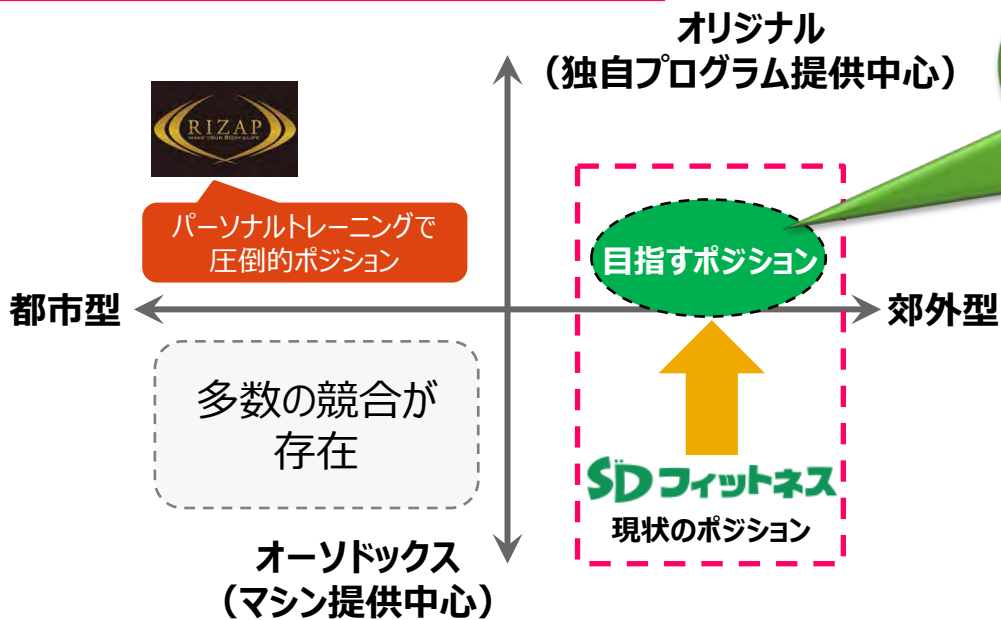 オリジナル
(独自プログラム提供中心)
RIZAP
MAKE YOUR BODY & LIFE
パーソナルトレーニングで
圧倒的ポジション
目指すポジション
都市型
郊外型
多数の競合が
存在
SDフィットネス
現状のポジション
オーソドックス
(マシン提供中心)